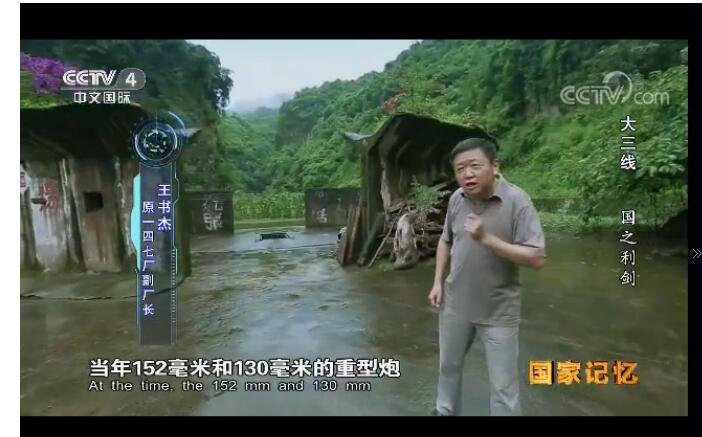 CCTV 4
中文国际
CCTV.com
大三线 国之利剑
王书杰
原一四七厂副厂长
当年152毫米和130毫米的重型炮
At the time, the 152 mm and 130 mm
国家记忆